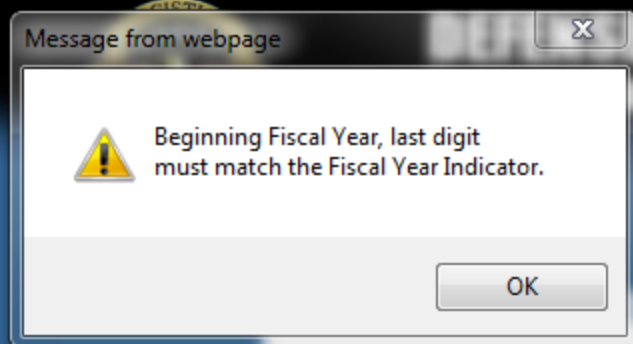 Message from webpage
Beginning Fiscal Year, last digit
must match the Fiscal Year Indicator.
OK